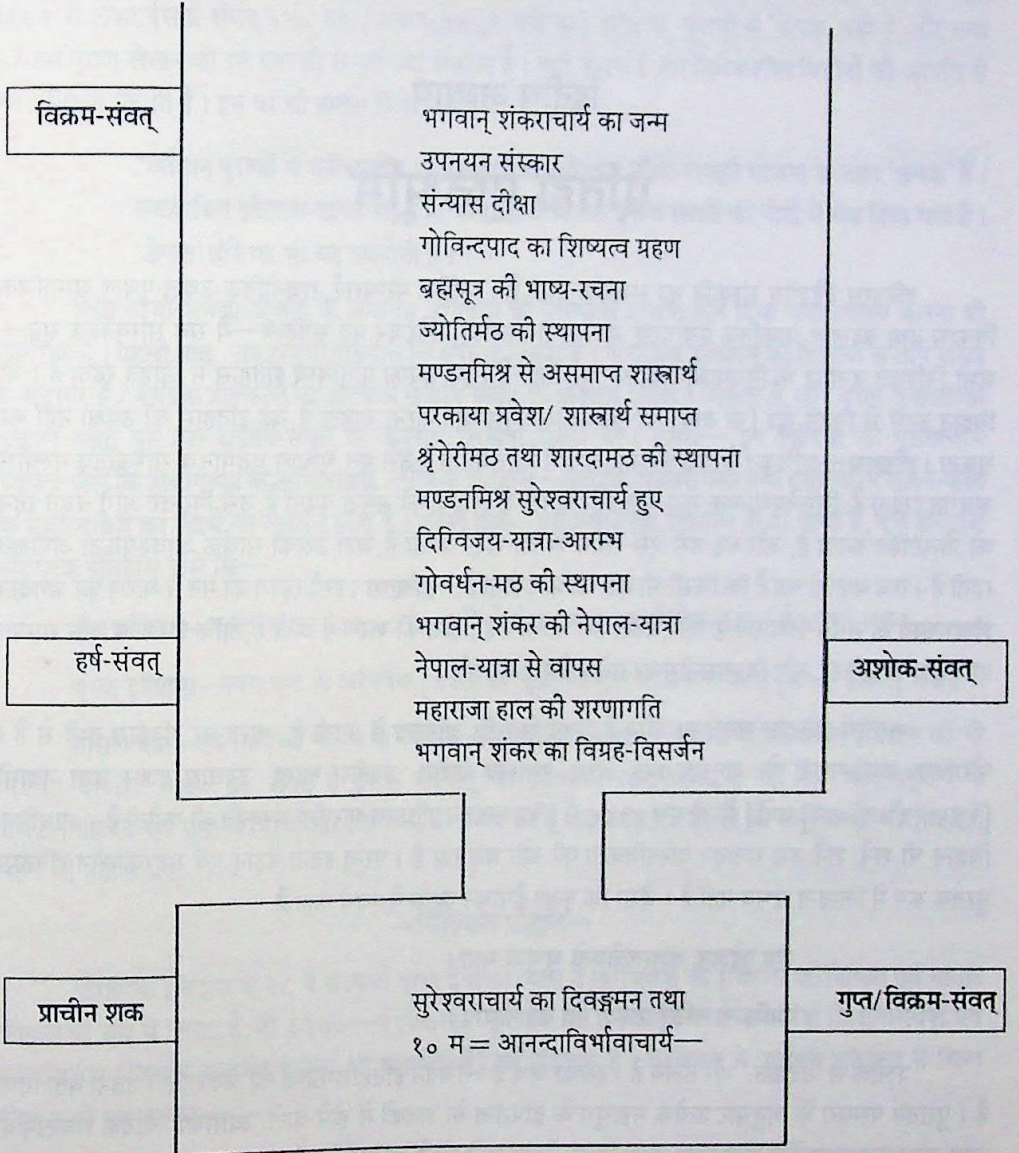 विक्रम-संवत्
भगवान् शंकराचार्य का जन्म
उपनयन संस्कार
संन्यास दीक्षा
गोविन्दपाद का शिष्यत्व ग्रहण
ब्रह्मसूत्र की भाष्य-रचना
ज्योतिर्मठ की स्थापना
मण्डनमिश्र से असमाप्त शास्त्रार्थ
परकाया प्रवेश/ शास्त्रार्थ समाप्त
श्रृंगेरीमठ तथा शारदामठ की स्थापना
मण्डनमिश्र सुरेश्वराचार्य हुए
दिग्विजय-यात्रा-आरम्भ
गोवर्धन-मठ की स्थापना
भगवान् शंकर की नेपाल-यात्रा
हर्ष-संवत्
नेपाल-यात्रा से वापस
अशोक-संवत्
महाराजा हाल की शरणागति
भगवान् शंकर का विग्रह-विसर्जन
प्राचीन शक
सुरेश्वराचार्य का दिवङ्गमन तथा
गुप्त/विक्रम-संवत्
१० म = आनन्दाविर्भावाचार्य—